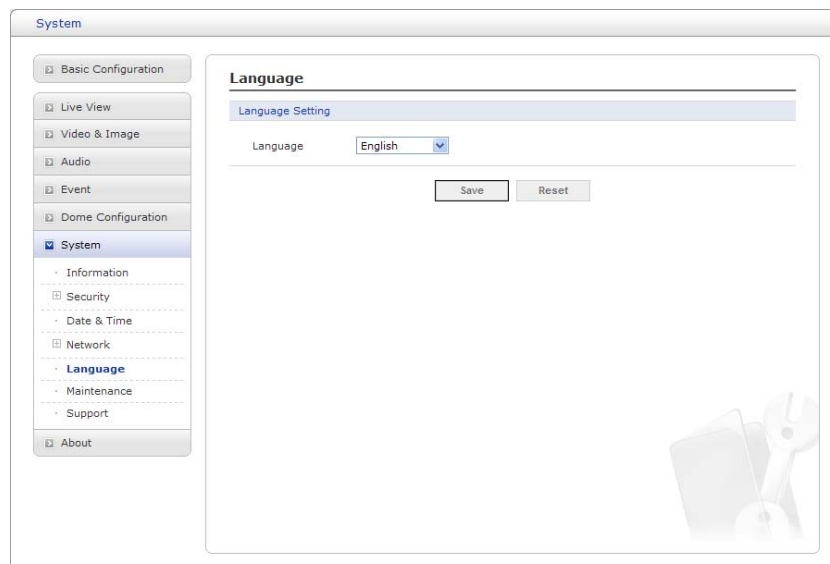 System
Basic Configuration
Live View
Video & Image
Audio
Event
Dome Configuration
System
Information
Security
Date & Time
Network
Language
Maintenance
Support
About
Language
Language Setting
Language English
Save Reset